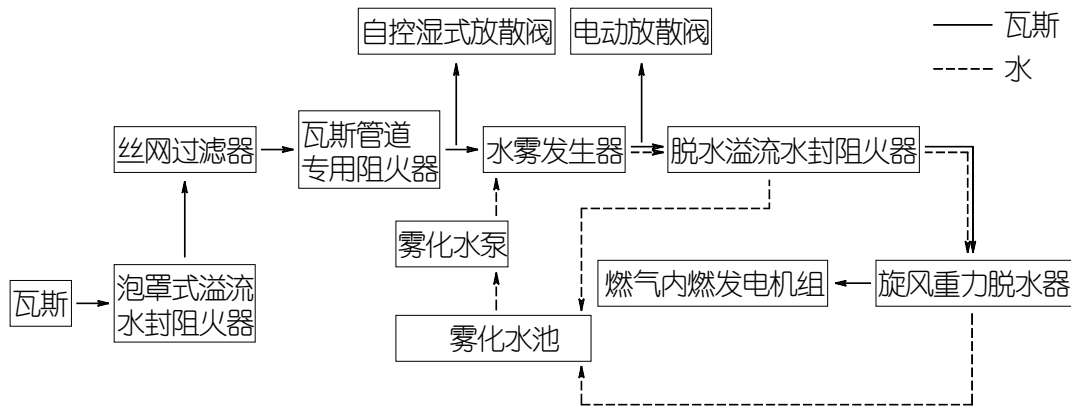 自控湿式放散阀
电动放散阀
瓦斯
水
丝网过滤器
瓦斯管道
专用阻火器
水雾发生器
脱水溢流水封阻火器
雾化水泵
瓦斯
泡罩式溢流
水封阻火器
燃气内燃发电机组
旋风重力脱水器
雾化水池